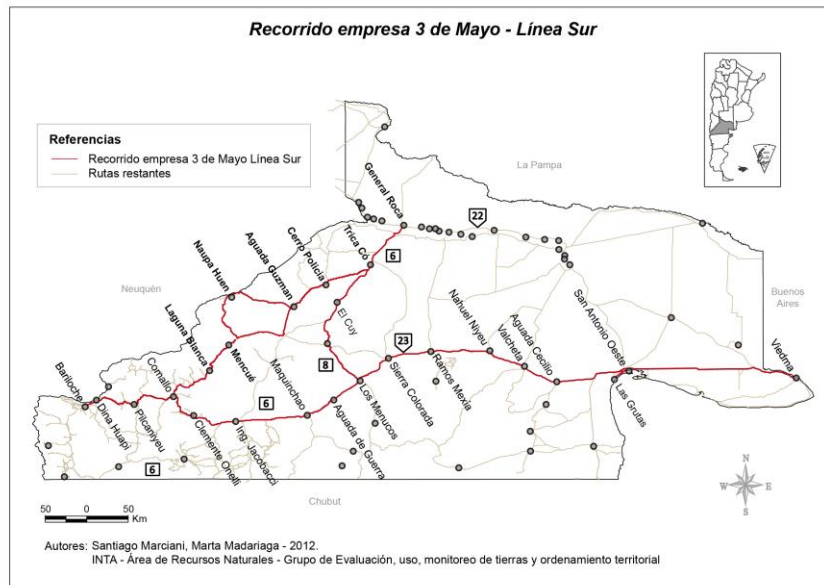 Recorrido empresa 3 de Mayo - Línea Sur
Referencias
Recorrido empresa 3 de Mayo Línea Sur
Rutas restantes
La Pampa
Neuquén
Buenos
Aires
Chubut
General Roca
Trica Có
Cerro Policía
Aguada Guzman
Naupa Huen
Laguna Blanca
Mencué
El Cuy
22
6
23
8
6
6
Bariloche
Dina Huapi
Pilcaniyeu
Comallo
Clemente Onelli
Ing. Jacobacci
Maquinchao
Aguada de Guerra
Los Menucos
Sierra Colorada
Ramos Mexía
Nahuel Niyeu
Valcheta
Aguada Cecilio
San Antonio Oeste
Las Grutas
Viedma
N
W
E
S
50 0 50
Km
Autores: Santiago Marciani, Marta Madariaga - 2012.
INTA - Área de Recursos Naturales - Grupo de Evaluación, uso, monitoreo de tierras y ordenamiento territorial